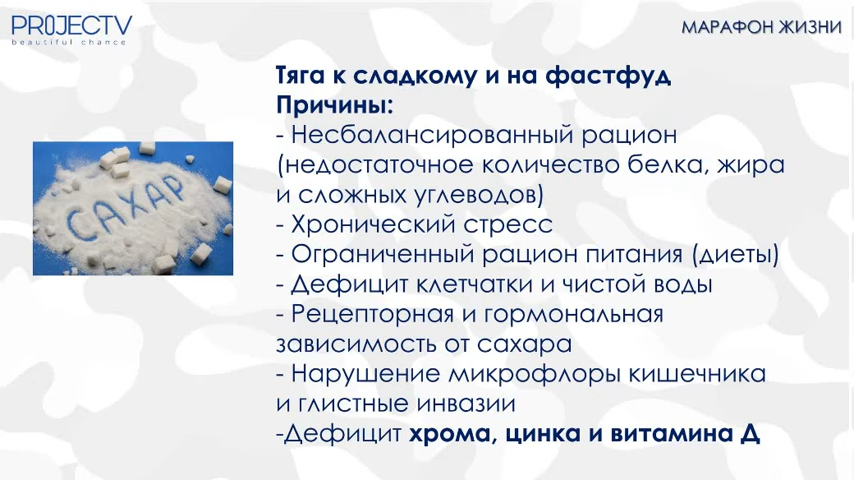 PROJECTV
beautiful chance
МАРАФОН ЖИЗНИ
Тяга к сладкому и на фастфуд
Причины:
- Несбалансированный рацион
(недостаточное количество белка, жира
и сложных углеводов)
- Хронический стресс
- Ограниченный рацион питания (диеты)
- Дефицит клетчатки и чистой воды
- Рецепторная и гормональная
зависимость от сахара
- Нарушение микрофлоры кишечника
и глистные инвазии
-Дефицит хрома, цинка и витамина Д
САХАР